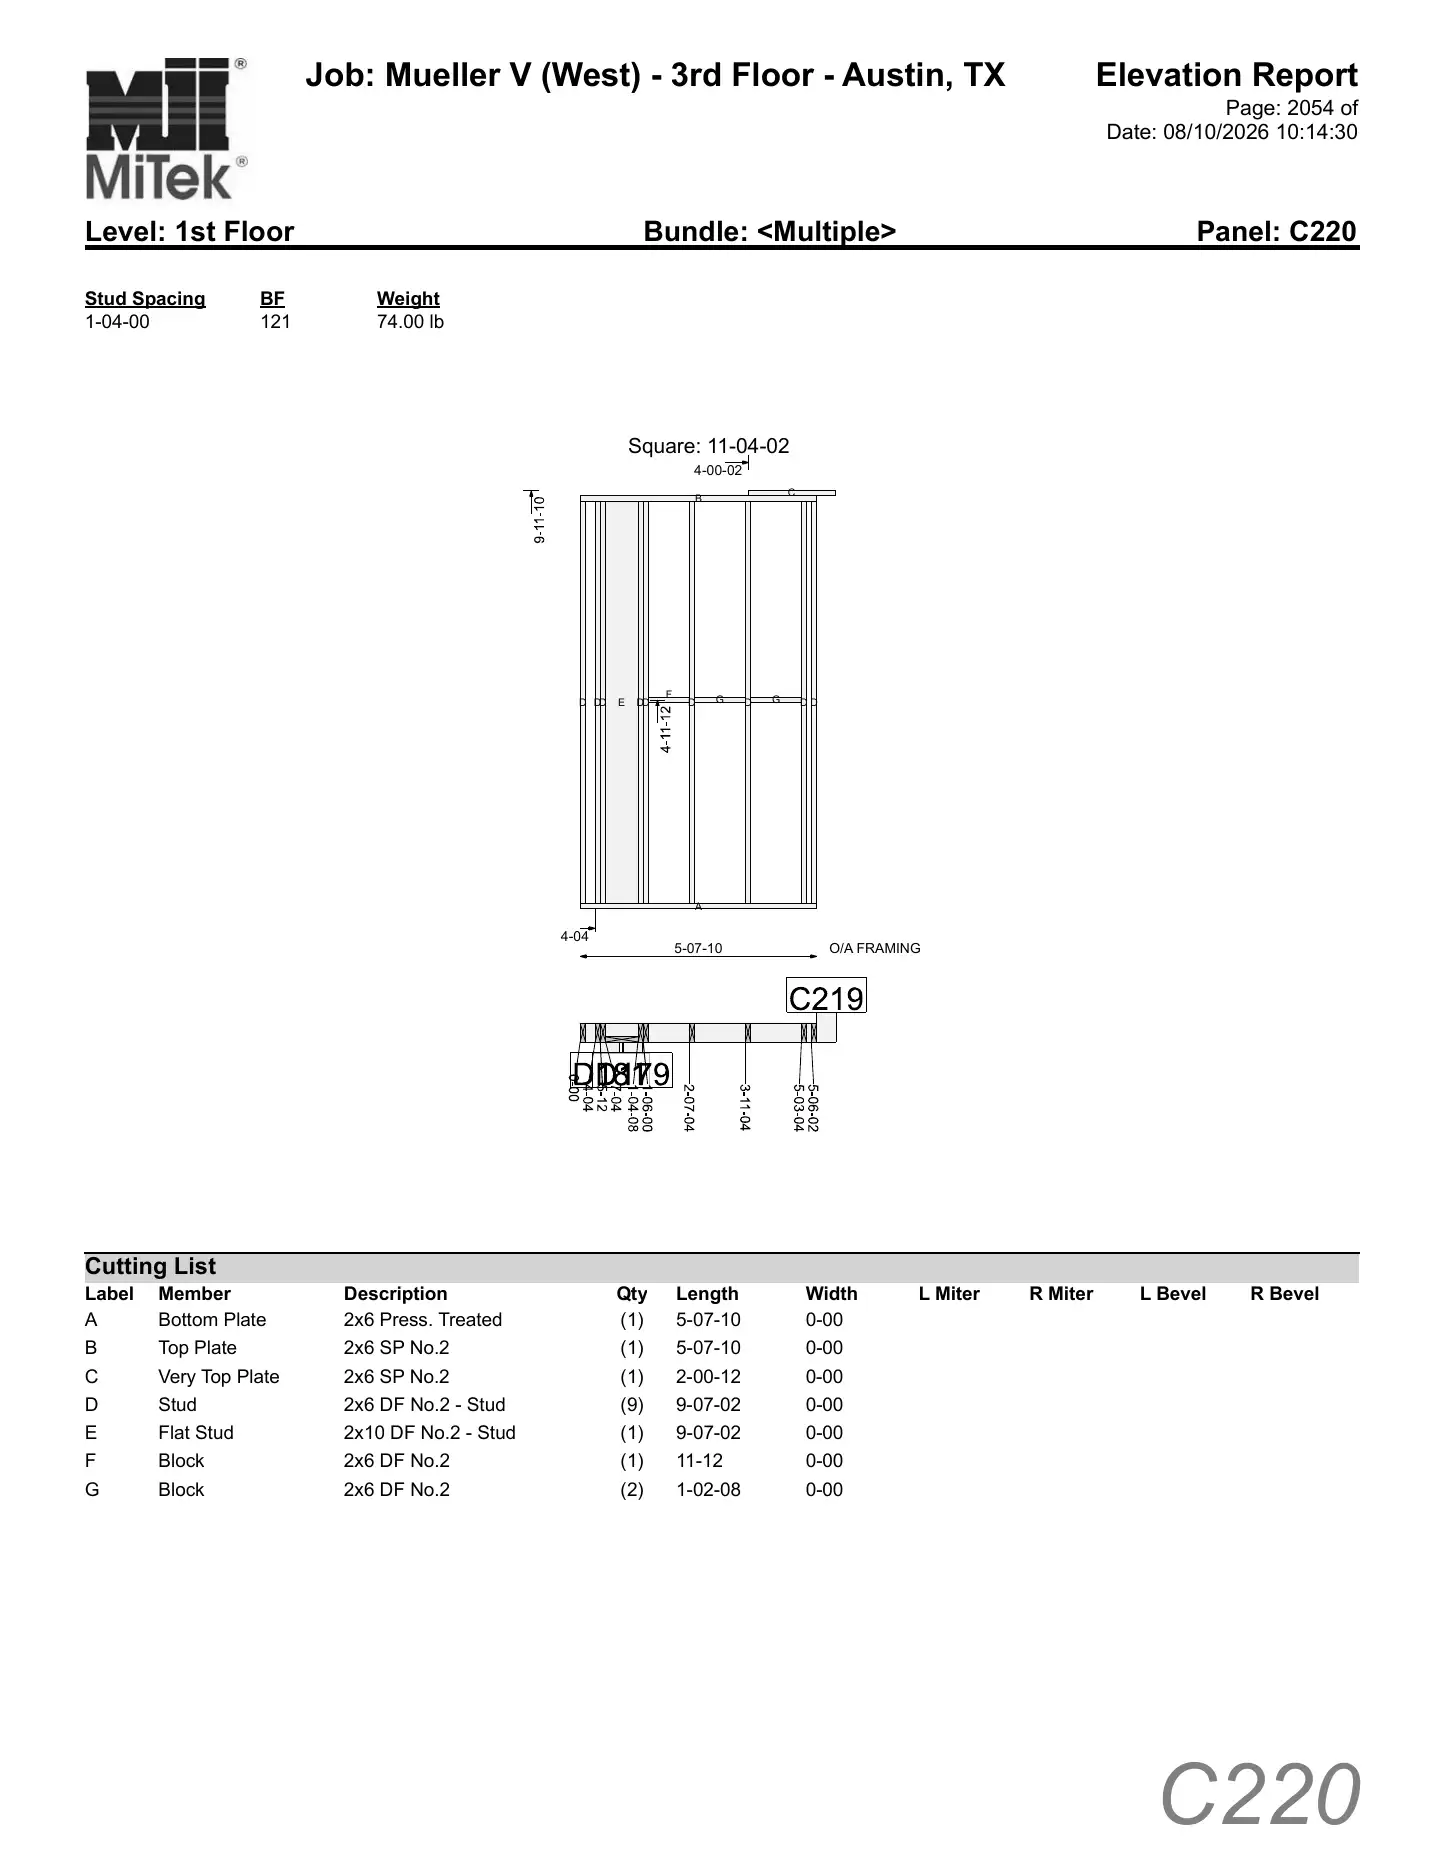 Job: Mueller V (West) - 3rd Floor - Austin, TX
Elevation Report
Page: 2054 of
Date: 08/10/2026 10:14:30
MiTek®
Level: 1st Floor Bundle: <Multiple> Panel: C220
Stud Spacing BF Weight
1-04-00 121 74.00 lb
Square: 11-04-02
4-00-02
C
B
9-11-10
D D D E D D F D G D G D D
4-11-12
A
4-04
5-07-10 O/A FRAMING
C219
D179
0-00
4-04
5-12
7-04
1-04-08
1-06-00
2-07-04
3-11-04
5-03-04
5-06-02
Cutting List
Label Member Description Qty Length Width L Miter R Miter L Bevel R Bevel
A Bottom Plate 2x6 Press. Treated (1) 5-07-10 0-00
B Top Plate 2x6 SP No.2 (1) 5-07-10 0-00
C Very Top Plate 2x6 SP No.2 (1) 2-00-12 0-00
D Stud 2x6 DF No.2 - Stud (9) 9-07-02 0-00
E Flat Stud 2x10 DF No.2 - Stud (1) 9-07-02 0-00
F Block 2x6 DF No.2 (1) 11-12 0-00
G Block 2x6 DF No.2 (2) 1-02-08 0-00
C220